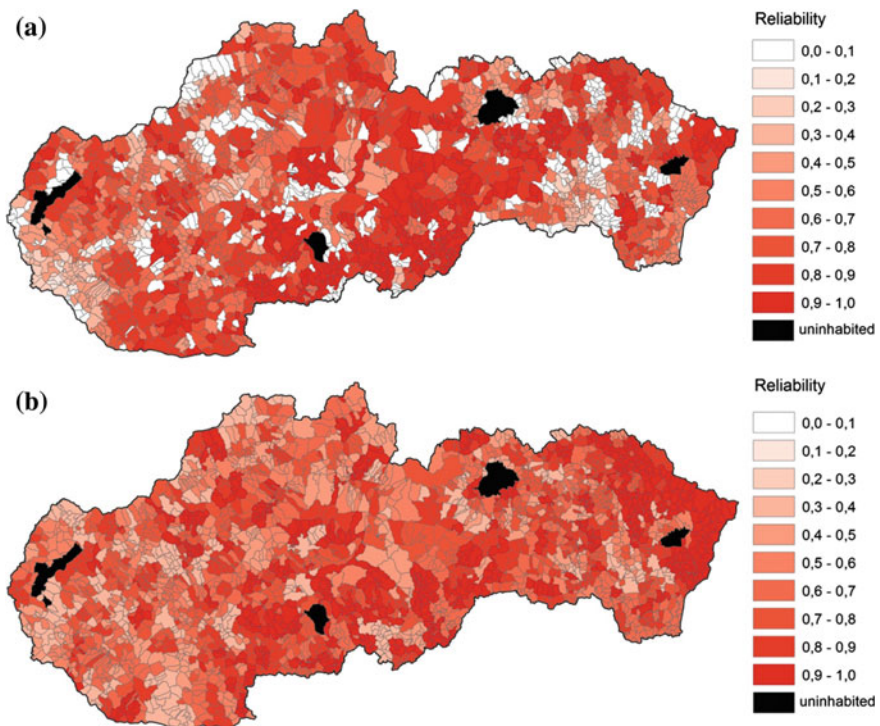 (a)
Reliability
0,0 - 0,1
0,1 - 0,2
0,2 - 0,3
0,3 - 0,4
0,4 - 0,5
0,5 - 0,6
0,6 - 0,7
0,7 - 0,8
0,8 - 0,9
0,9 - 1,0
uninhabited
(b)
Reliability
0,0 - 0,1
0,1 - 0,2
0,2 - 0,3
0,3 - 0,4
0,4 - 0,5
0,5 - 0,6
0,6 - 0,7
0,7 - 0,8
0,8 - 0,9
0,9 - 1,0
uninhabited